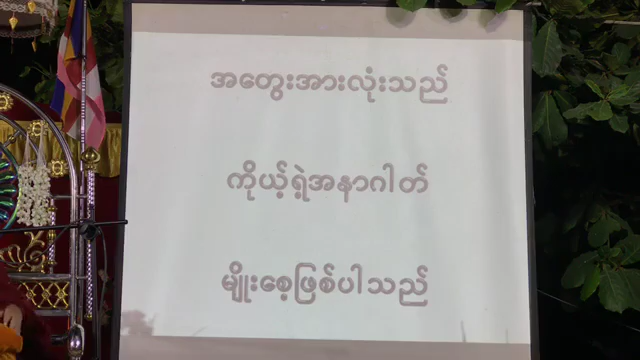 အတွေးအားလုံးသည်
ကိုယ့်ရဲ့အနာဂါတ်
မျိုးစေ့ဖြစ်ပါသည်